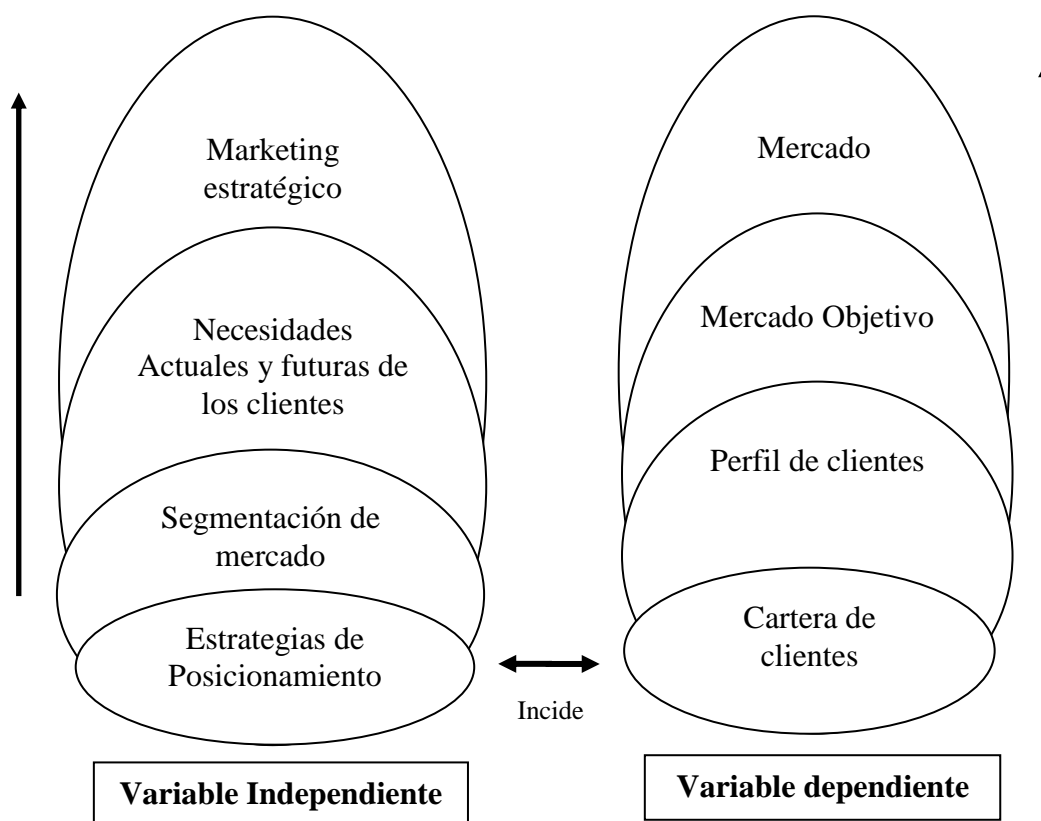 Marketing
estratégico
Necesidades
Actuales y futuras de
los clientes
Segmentación de
mercado
Estrategias de
Posicionamiento
Variable Independiente
Incide
Mercado
Mercado Objetivo
Perfil de clientes
Cartera de
clientes
Variable dependiente